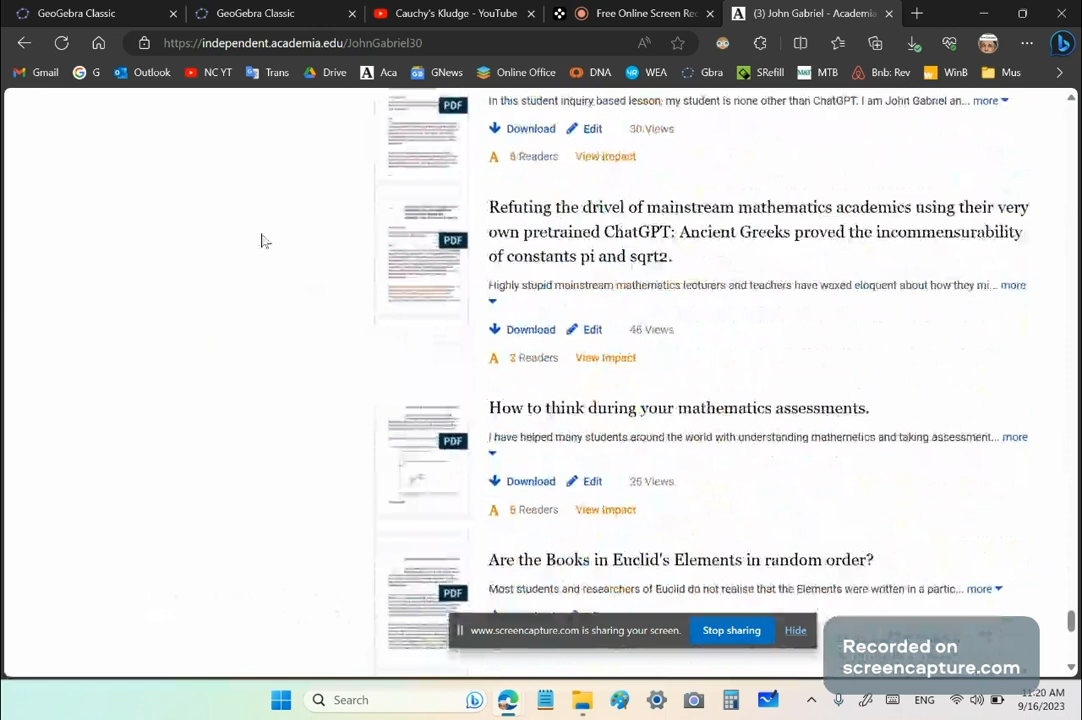 GeoGebra Classic
GeoGebra Classic
Cauchy's Kludge - YouTube
Free Online Screen Rec
(3) John Gabriel - Academia
https://independent.academia.edu/JohnGabriel30
Gmail
G
Outlook
NC YT
Trans
Drive
Aca
GNews
Online Office
DNA
WEA
Gbra
SRefill
MTB
Bnb: Rev
WinB
Mus
PDF
In this student inquiry based lesson, my student is none other than ChatGPT. I am John Gabriel an... more
Download Edit 30 Views
Readers View Impact
Refuting the drivel of mainstream mathematics academics using their very
own pretrained ChatGPT: Ancient Greeks proved the incommensurability
of constants pi and sqrt2.
PDF
Highly stupid mainstream mathematics lecturers and teachers have waxed eloquent about how they mi... more
Download Edit 46 Views
Readers View Impact
How to think during your mathematics assessments.
PDF
I have helped many students around the world with understanding mathematics and taking assessment... more
Download Edit Views
Readers View Impact
Are the Books in Euclid's Elements in random order?
PDF
Most students and researchers of Euclid do not realise that the Elements were written in a partic... more
www.screencapture.com is sharing your screen.
Stop sharing
Hide
Recorded on
screencapture.com
Search
ENG
11:20 AM
9/16/2023